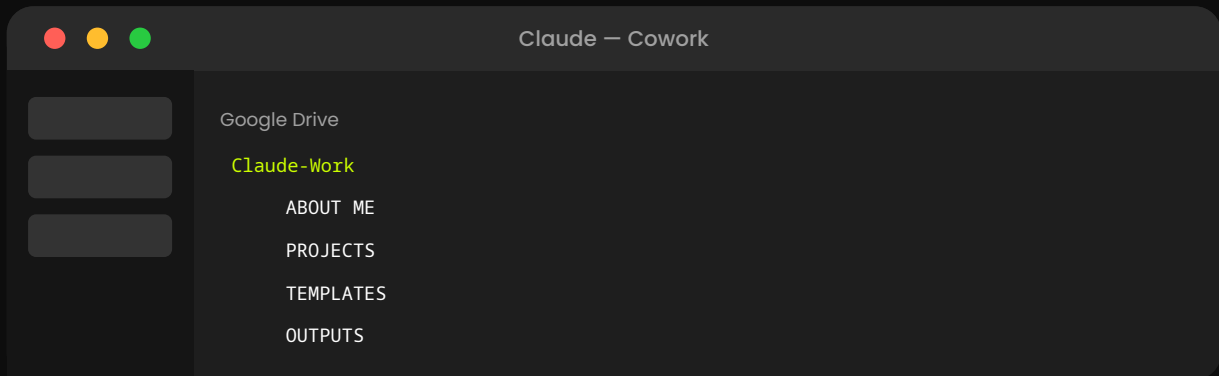 Claude — Cowork
Google Drive
Claude-Work
ABOUT ME
PROJECTS
TEMPLATES
OUTPUTS